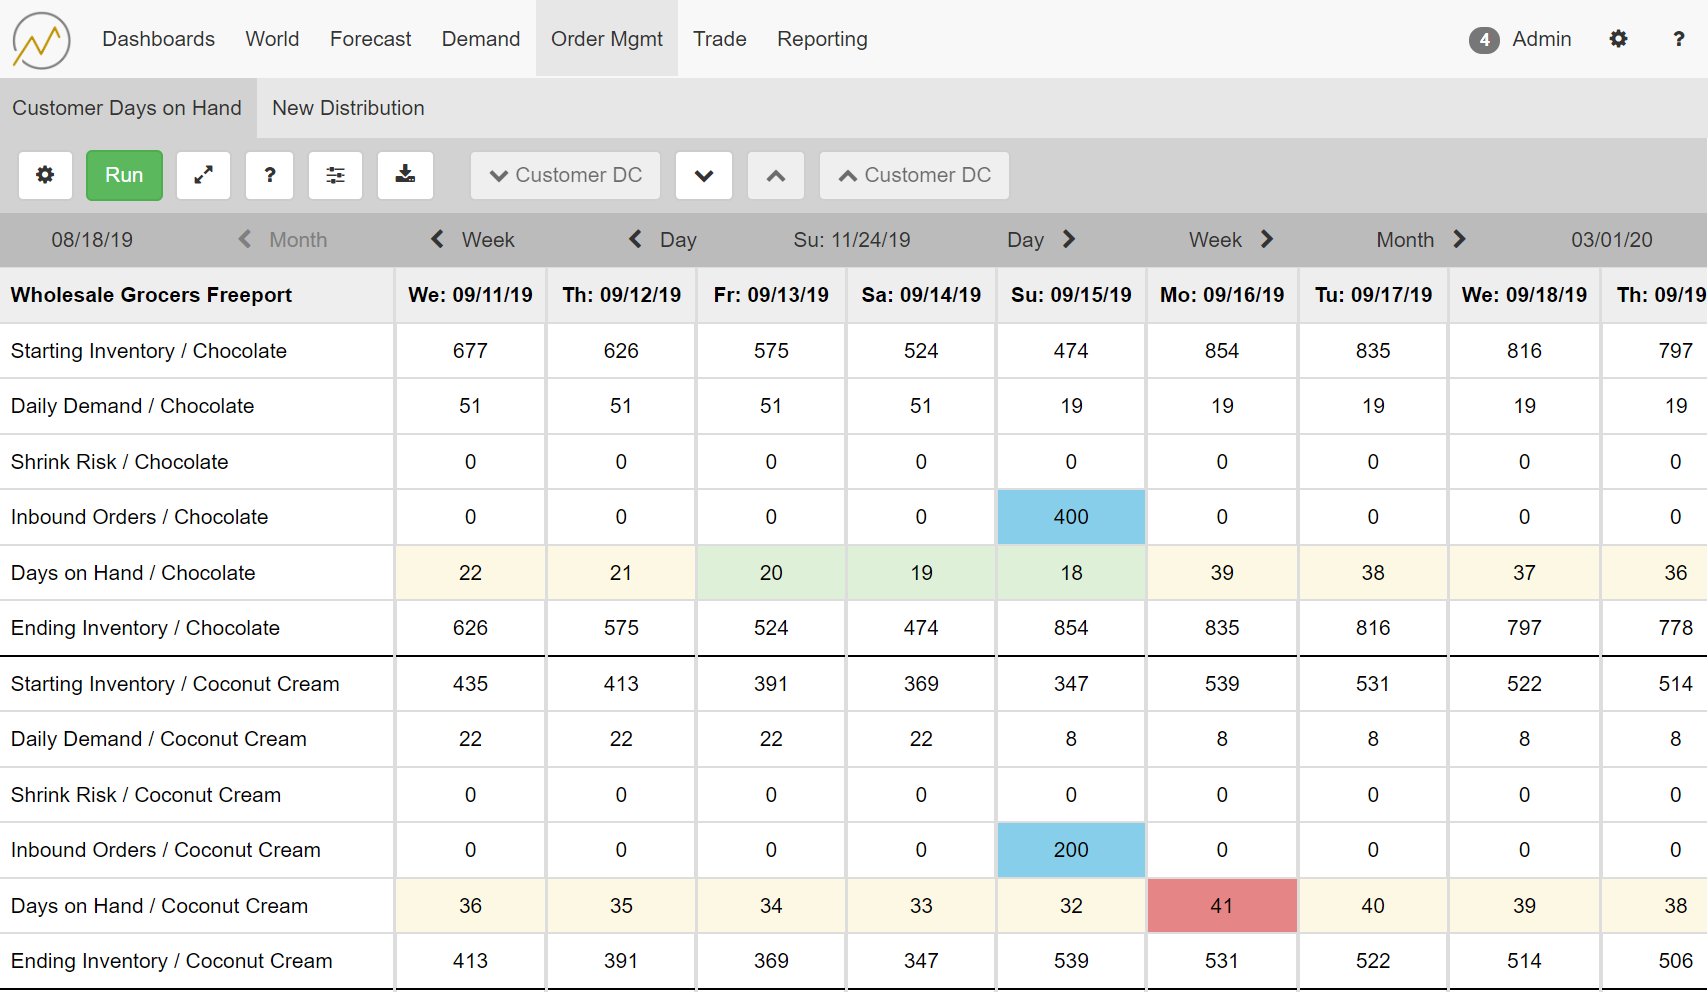 Dashboards World Forecast Demand Order Mgmt Trade Reporting 4 Admin ?
Customer Days on Hand New Distribution
Run ? Customer DC Customer DC
08/18/19 Month Week Day Su: 11/24/19 Day Week Month 03/01/20
Wholesale Grocers Freeport We: 09/11/19 Th: 09/12/19 Fr: 09/13/19 Sa: 09/14/19 Su: 09/15/19 Mo: 09/16/19 Tu: 09/17/19 We: 09/18/19 Th: 09/19
Starting Inventory / Chocolate 677 626 575 524 474 854 835 816 797
Daily Demand / Chocolate 51 51 51 51 19 19 19 19 19
Shrink Risk / Chocolate 0 0 0 0 0 0 0 0 0
Inbound Orders / Chocolate 0 0 0 0 400 0 0 0 0
Days on Hand / Chocolate 22 21 20 19 18 39 38 37 36
Ending Inventory / Chocolate 626 575 524 474 854 835 816 797 778
Starting Inventory / Coconut Cream 435 413 391 369 347 539 531 522 514
Daily Demand / Coconut Cream 22 22 22 22 8 8 8 8 8
Shrink Risk / Coconut Cream 0 0 0 0 0 0 0 0 0
Inbound Orders / Coconut Cream 0 0 0 0 200 0 0 0 0
Days on Hand / Coconut Cream 36 35 34 33 32 41 40 39 38
Ending Inventory / Coconut Cream 413 391 369 347 539 531 522 514 506